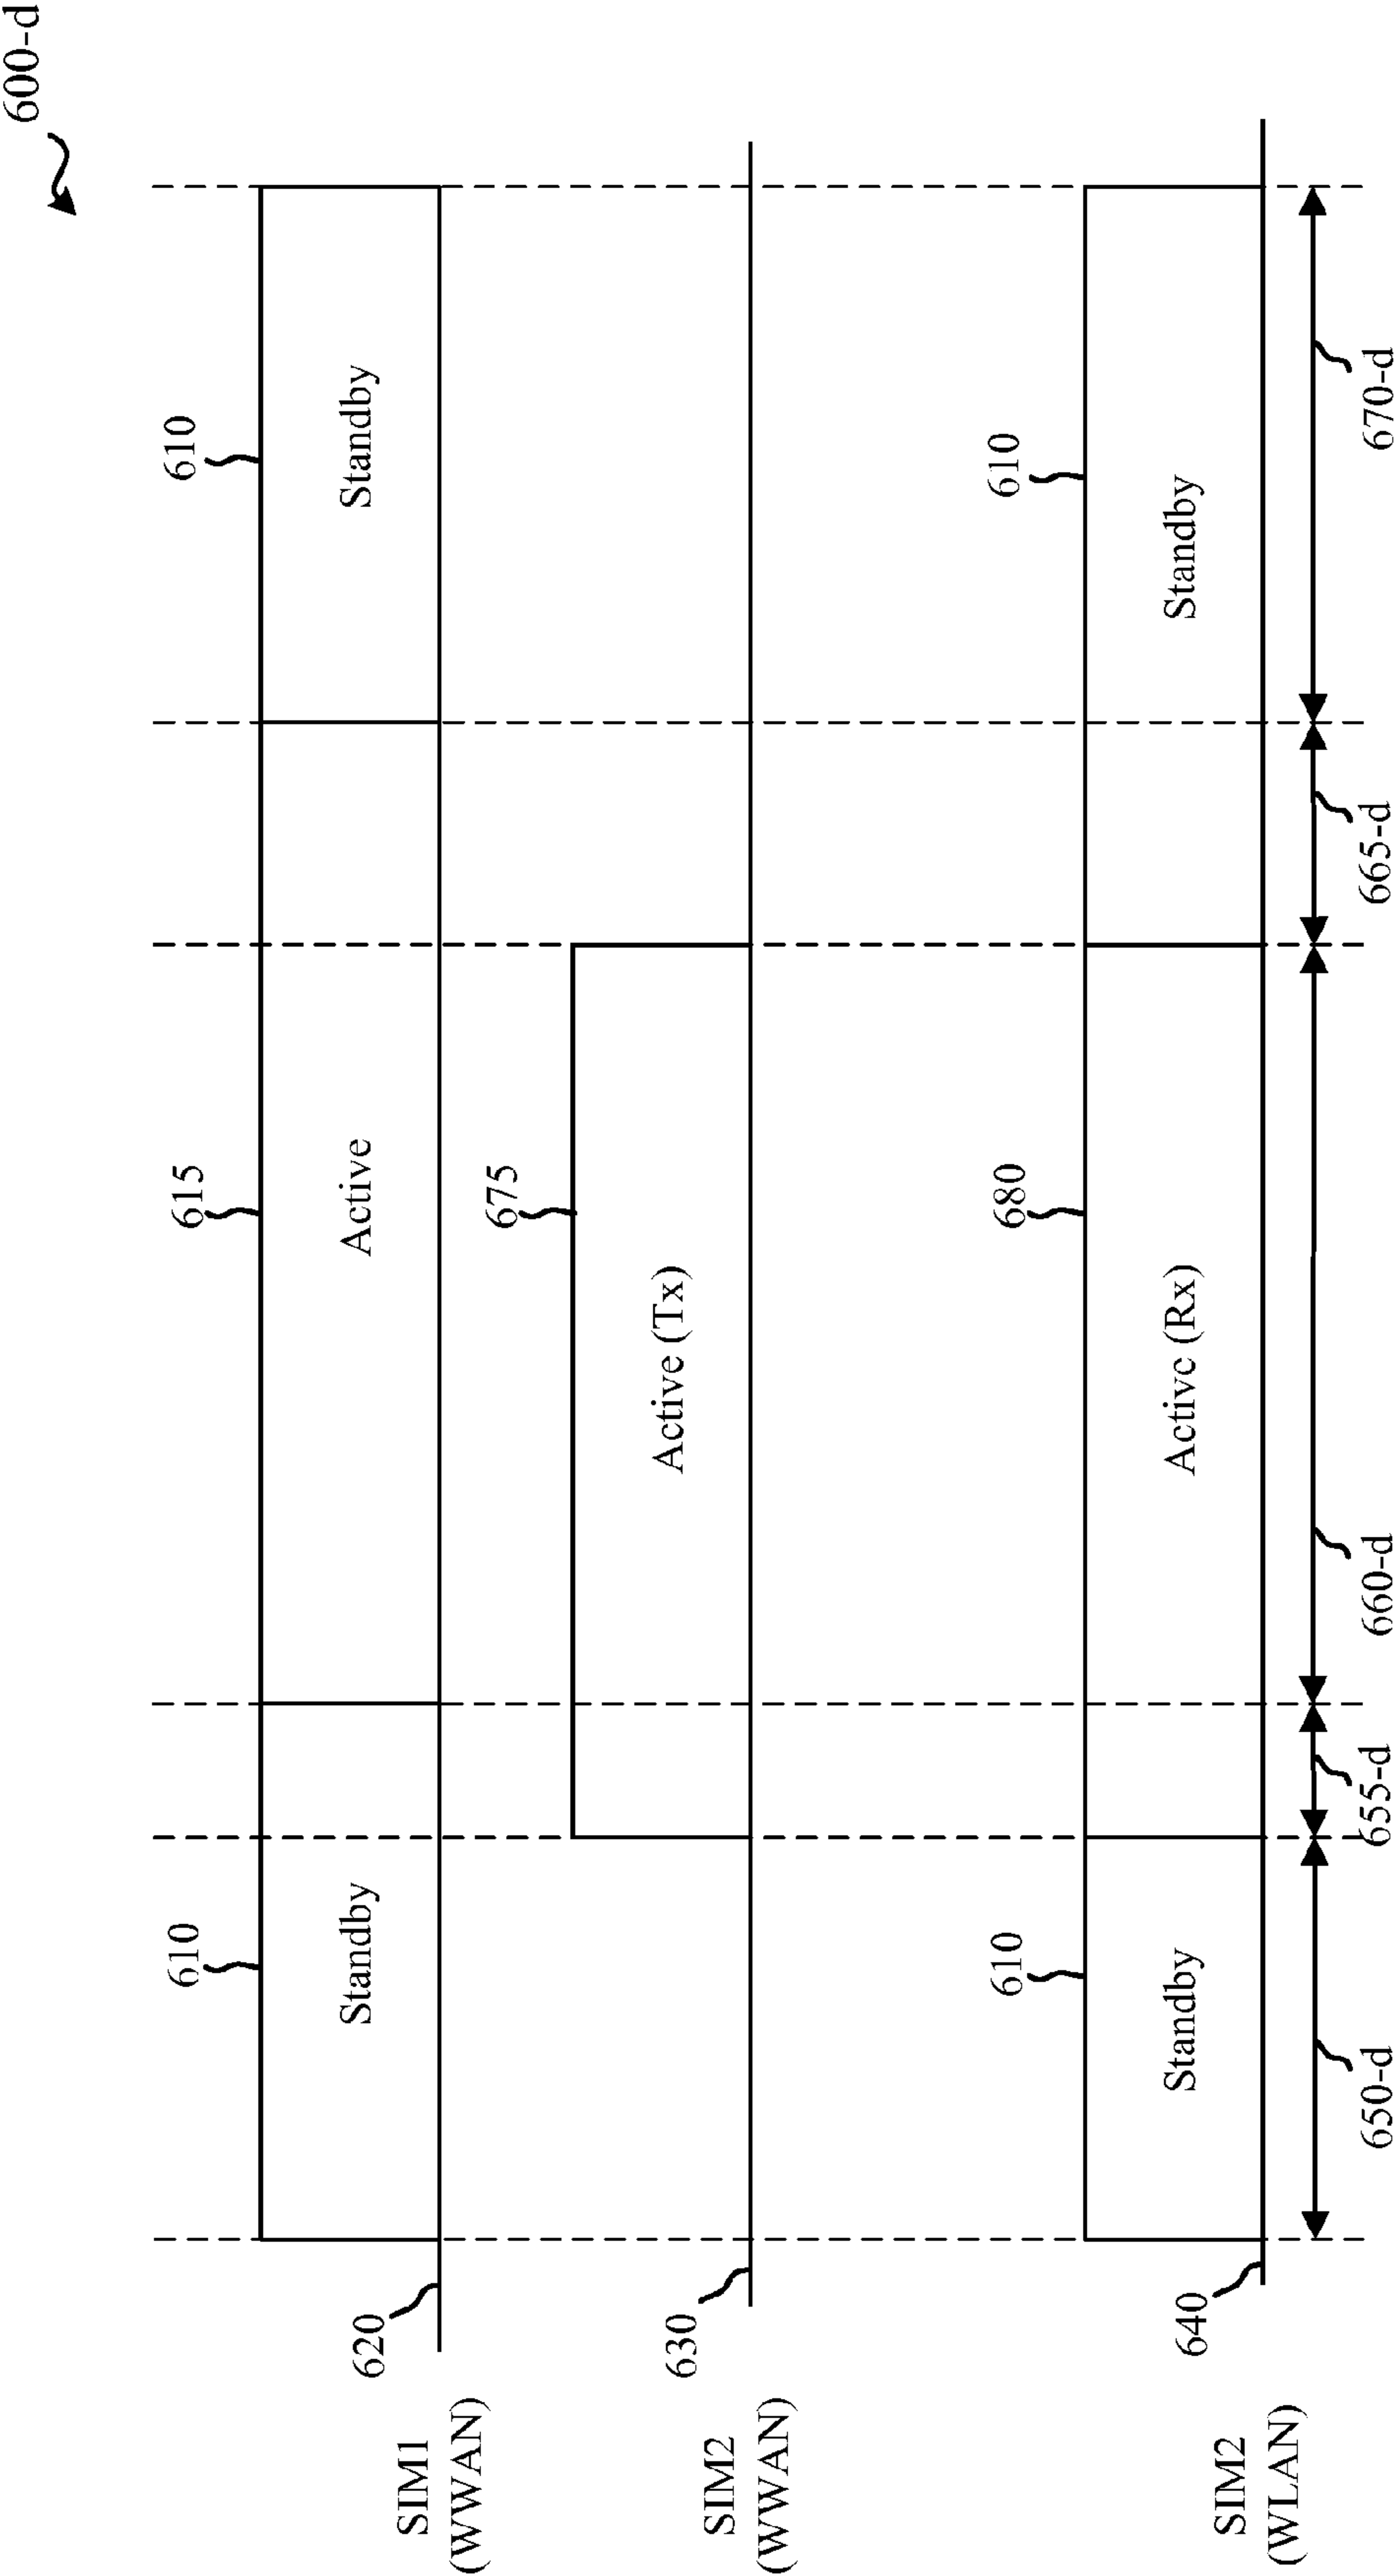 600-d
610
615
610
Standby
Active
Standby
620
SIM1
(WWAN)
675
Active (Tx)
630
SIM2
(WWAN)
610
680
610
Standby
Active (Rx)
Standby
640
SIM2
(WLAN)
650-d
655-d
660-d
665-d
670-d